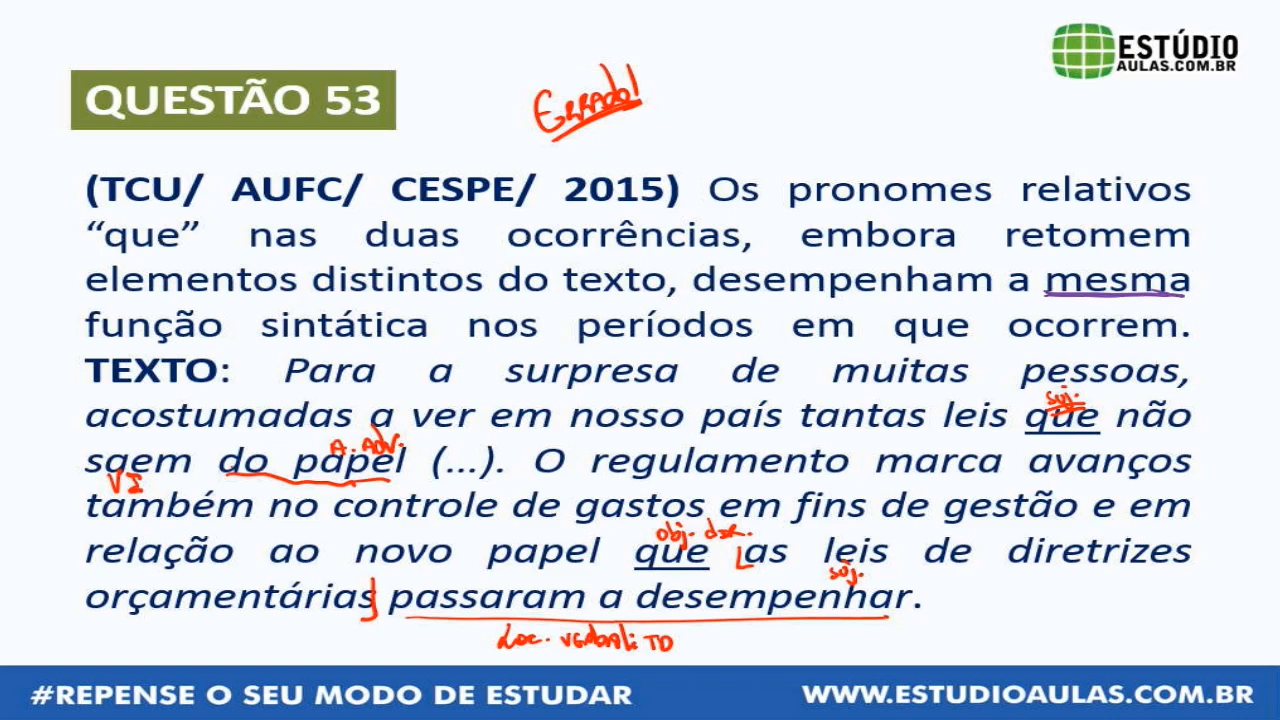 ESTÚDIO
AULAS.COM.BR
QUESTÃO 53
ERRADO!
(TCU/ AUFC/ CESPE/ 2015) Os pronomes relativos
“que” nas duas ocorrências, embora retomem
elementos distintos do texto, desempenham a mesma
função sintática nos períodos em que ocorrem.
TEXTO: Para a surpresa de muitas pessoas,
suj.
acostumadas a ver em nosso país tantas leis que não
A. ADV.
saem do papel (...). O regulamento marca avanços
VI
também no controle de gastos em fins de gestão e em
obj. dir.
relação ao novo papel que as leis de diretrizes
suj.
orçamentárias passaram a desempenhar.
Loc. verbal: TD
#REPENSE O SEU MODO DE ESTUDAR
WWW.ESTUDIOAULAS.COM.BR